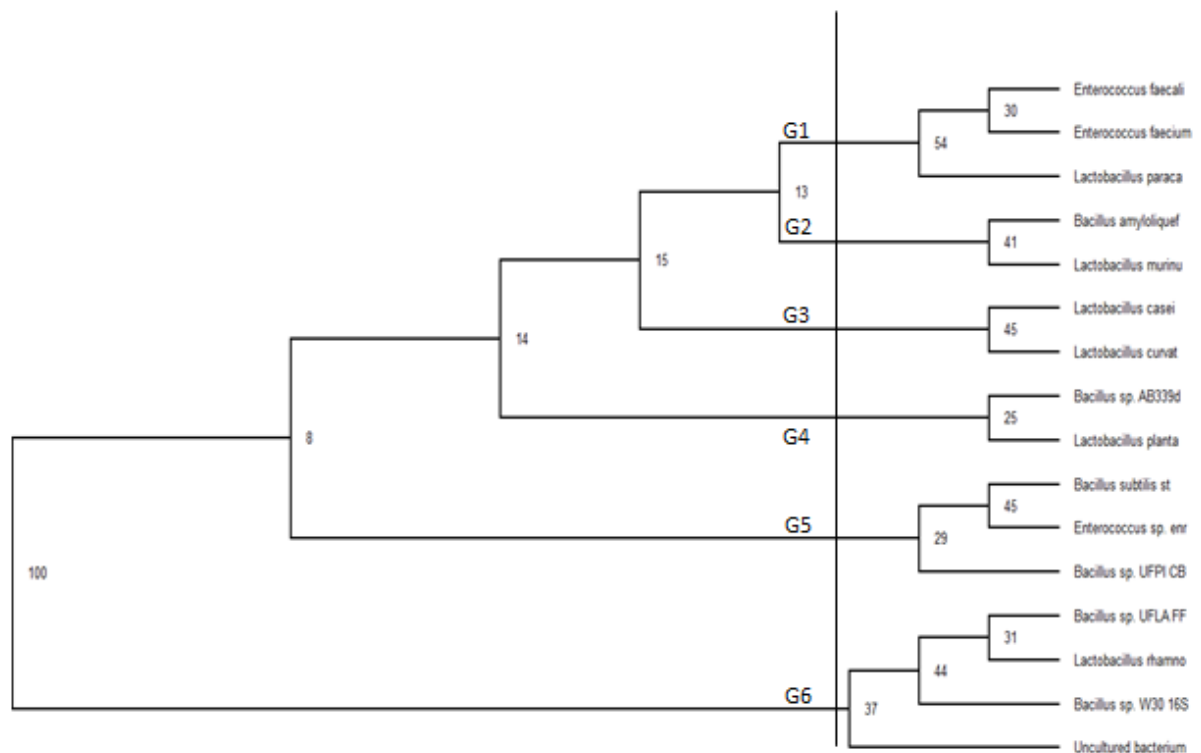 Enterococcus faecali
30
Enterococcus faecium
G1
54
Lactobacillus paraca
13
Bacillus amyloliquef
G2
41
15
Lactobacillus murinu
Lactobacillus casei
G3
45
14
Lactobacillus curvat
Bacillus sp. AB339d
25
8
G4
Lactobacillus planta
Bacillus subtilis st
45
G5
Enterococcus sp. enr
29
100
Bacillus sp. UFPI CB
Bacillus sp. UFLA FF
31
Lactobacillus rhamno
44
G6
Bacillus sp. W30 16S
37
Uncultured bacterium